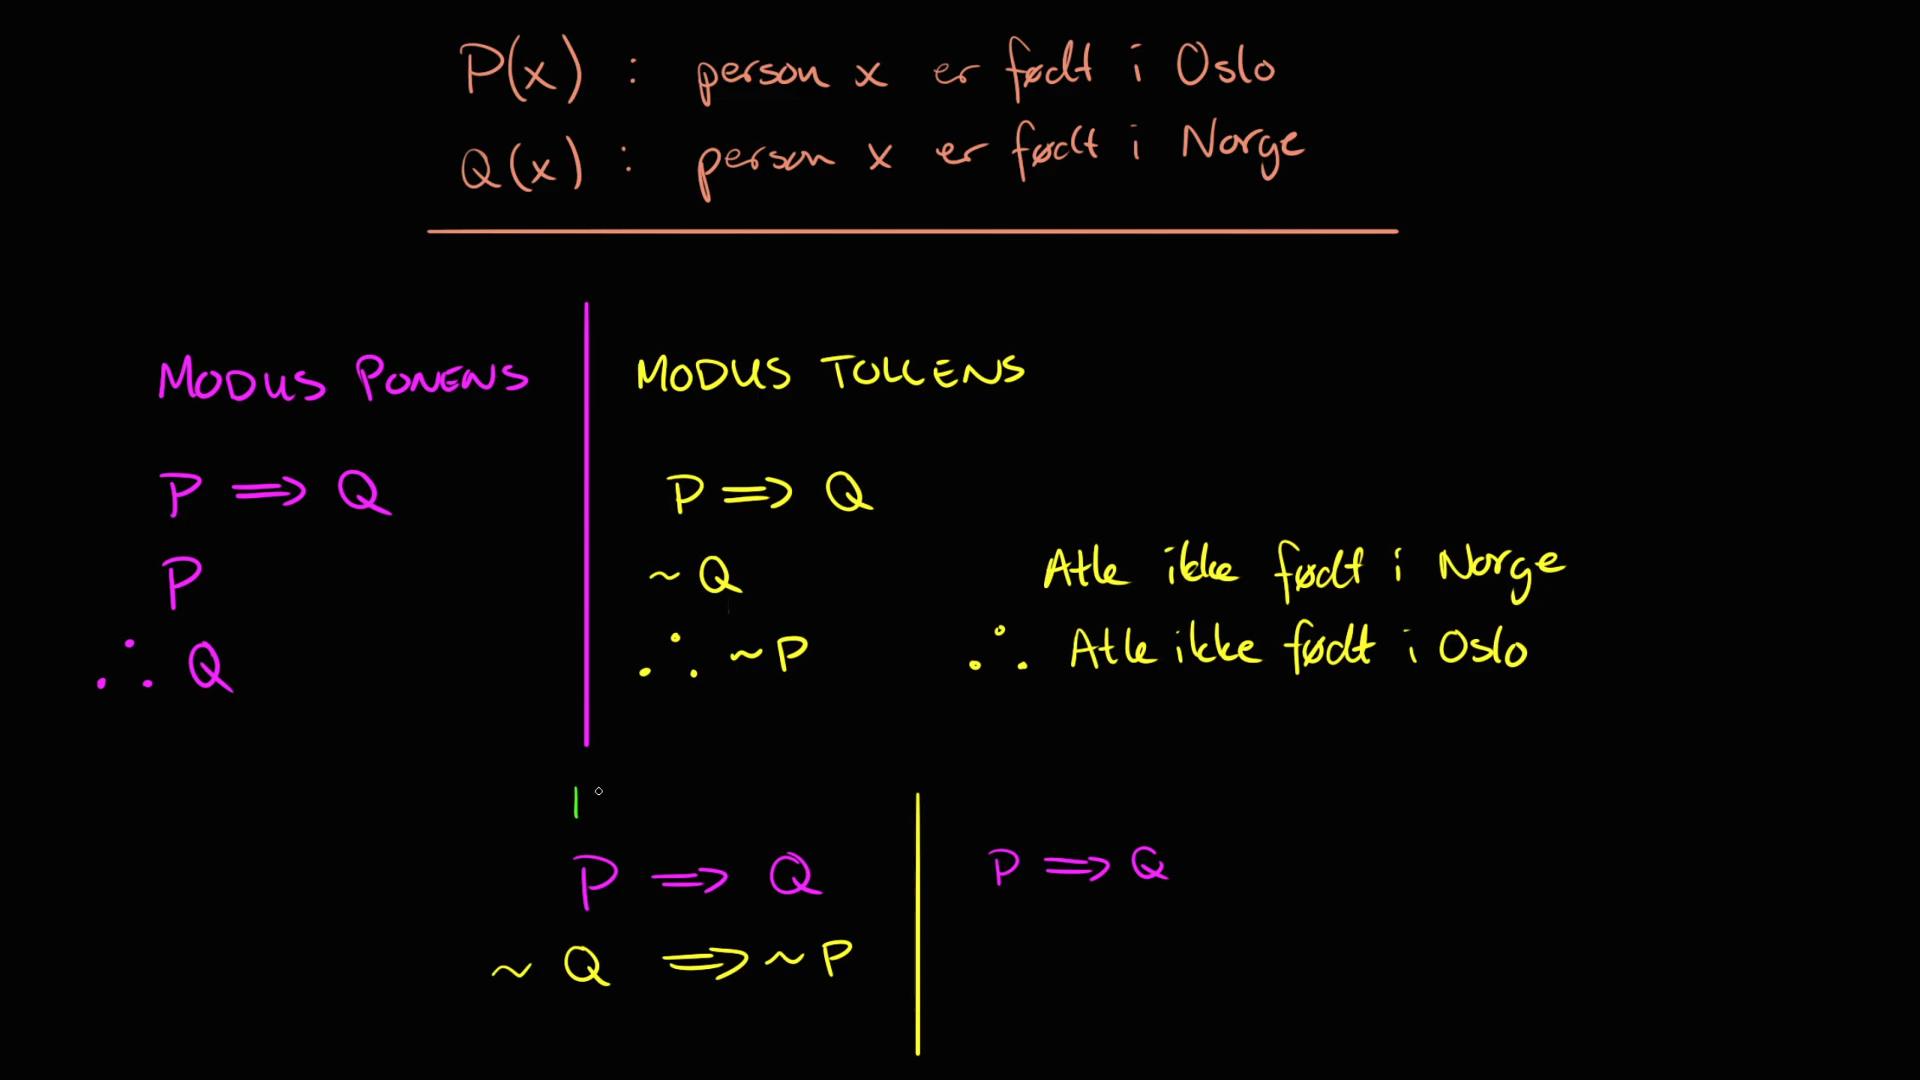 P(x) : person x er født i Oslo
Q(x) : person x er født i Norge
MODUS PONENS
P ⟹ Q
P
∴ Q
MODUS TOLLENS
P ⟹ Q
~ Q
∴ ~ P
Atle ikke født i Norge
∴ Atle ikke født i Oslo
P ⟹ Q
~ Q ⟹ ~ P
P ⟹ Q